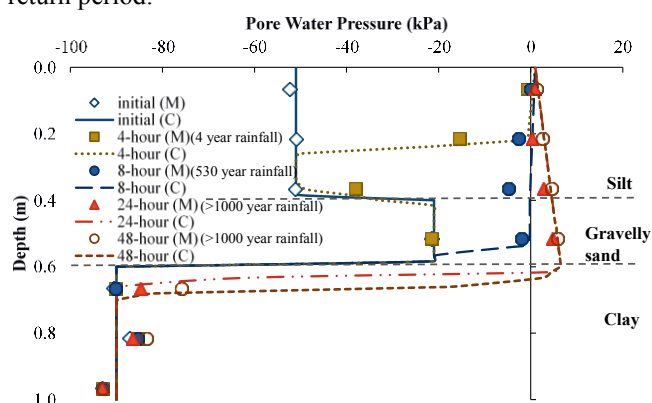 return period.
Pore Water Pressure (kPa)
-100 -80 -60 -40 -20 0 20
0.0
initial (M)
initial (C)
4-hour (M)(4 year rainfall)
0.2
4-hour (C)
8-hour (M)(530 year rainfall)
8-hour (C)
Silt
24-hour (M)(>1000 year rainfall)
0.4
24-hour (C)
Gravelly
sand
48-hour (M)(>1000 year rainfall)
48-hour (C)
Depth (m)
0.6
Clay
0.8
1.0